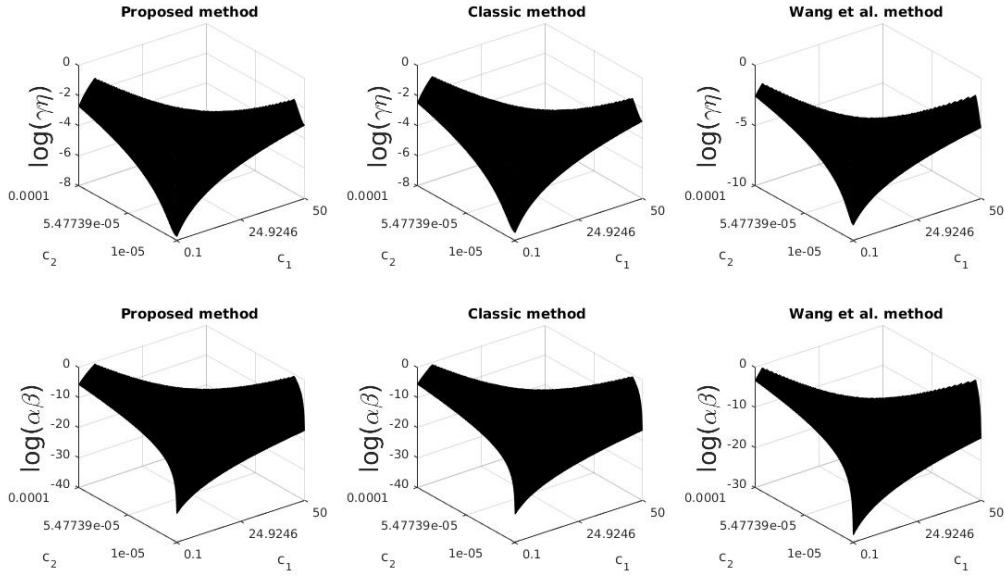 Proposed method
log(γη)
0
-2
-4
-6
-8
0.0001
5.47739e-05
1e-05
c2
0.1
24.9246
50
c1
Classic method
log(γη)
0
-2
-4
-6
-8
0.0001
5.47739e-05
1e-05
c2
0.1
24.9246
50
c1
Wang et al. method
log(γη)
0
-5
-10
0.0001
5.47739e-05
1e-05
c2
0.1
24.9246
50
c1
Proposed method
log(αβ)
0
-10
-20
-30
-40
0.0001
5.47739e-05
1e-05
c2
0.1
24.9246
50
c1
Classic method
log(αβ)
0
-10
-20
-30
-40
0.0001
5.47739e-05
1e-05
c2
0.1
24.9246
50
c1
Wang et al. method
log(αβ)
0
-10
-20
-30
0.0001
5.47739e-05
1e-05
c2
0.1
24.9246
50
c1